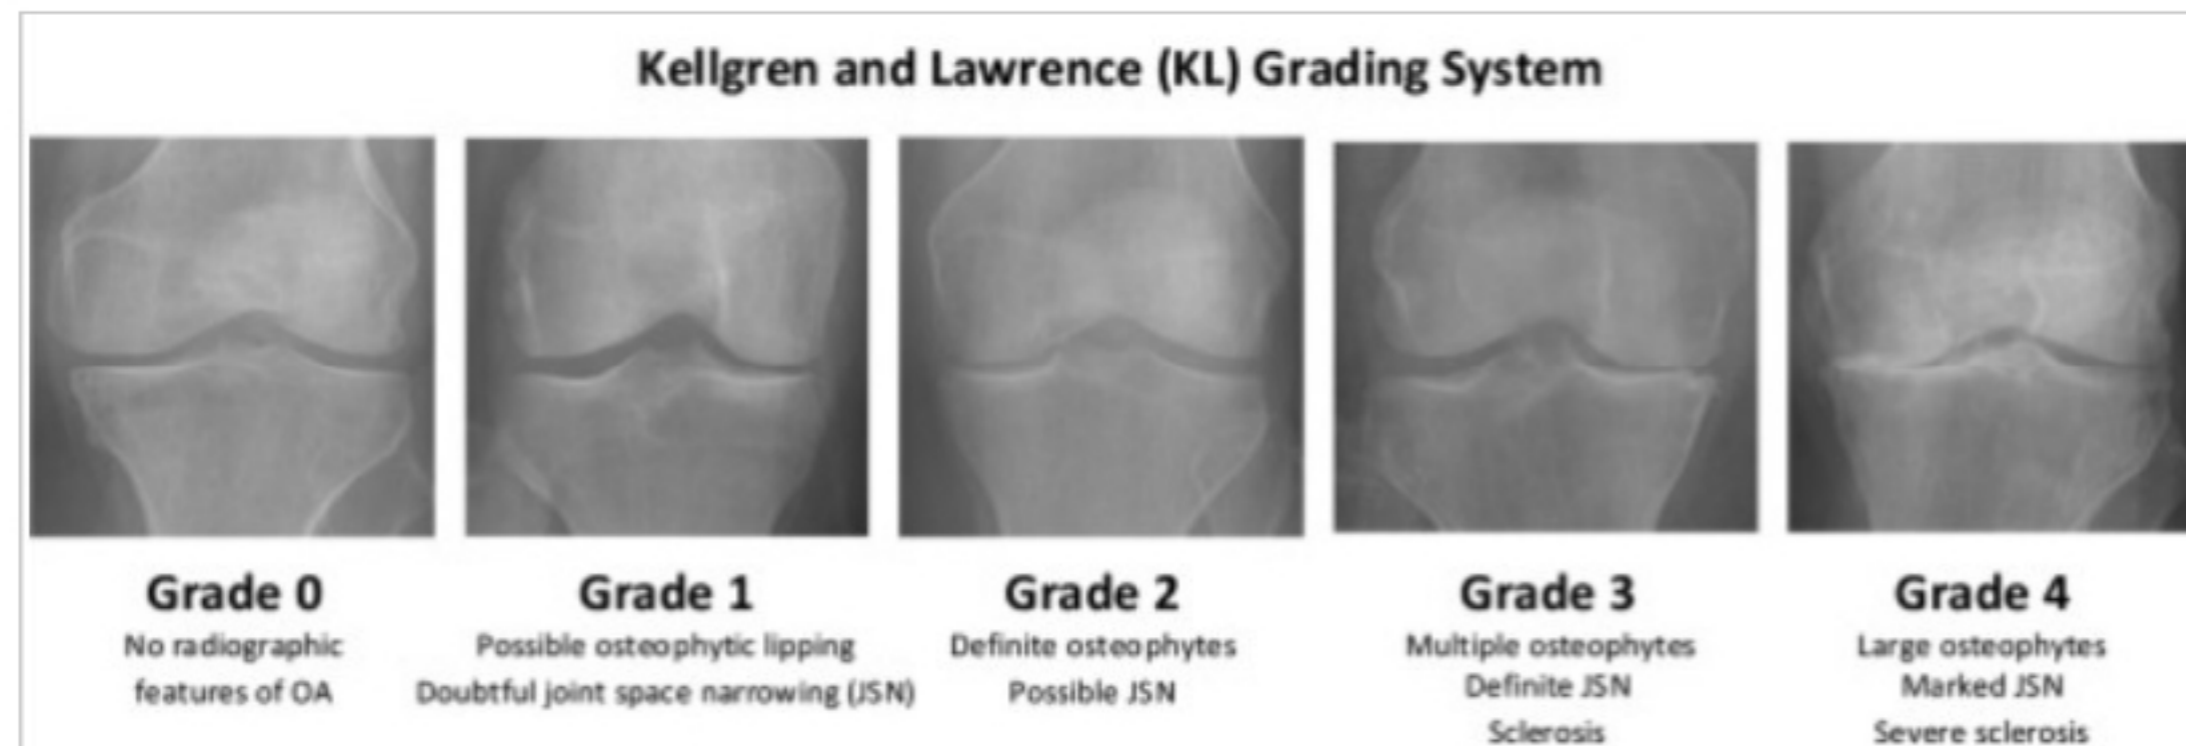 Kellgren and Lawrence (KL) Grading System
Grade 0
No radiographic
features of OA
Grade 1
Possible osteophytic lipping
Doubtful joint space narrowing (JSN)
Grade 2
Definite osteophytes
Possible JSN
Grade 3
Multiple osteophytes
Definite JSN
Sclerosis
Grade 4
Large osteophytes
Marked JSN
Severe sclerosis